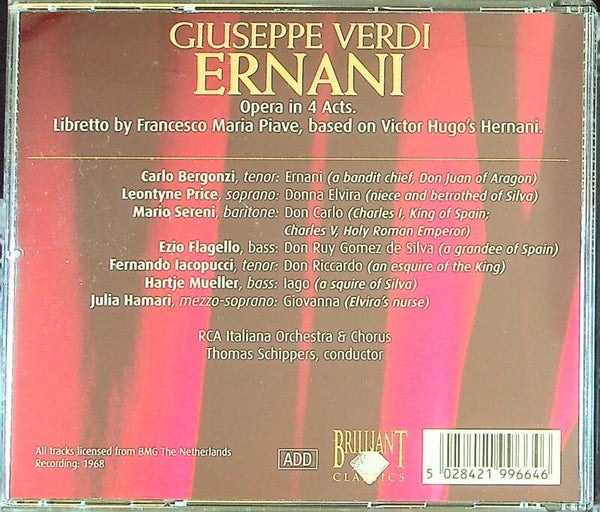 GIUSEPPE VERDI
ERNANI
Opera in 4 Acts.
Libretto by Francesco Maria Piave, based on Victor Hugo's Hernani.
Carlo Bergonzi, tenor: Ernani (a bandit chief, Don Juan of Aragon)
Leontyne Price, soprano: Donna Elvira (niece and betrothed of Silva)
Mario Sereni, baritone: Don Carlo (Charles I, King of Spain;
Charles V, Holy Roman Emperor)
Ezio Flagello, bass: Don Ruy Gomez de Silva (a grandee of Spain)
Fernando Iacopucci, tenor: Don Riccardo (an esquire of the King)
Hartje Mueller, bass: Iago (a squire of Silva)
Julia Hamari, mezzo-soprano: Giovanna (Elvira's nurse)
RCA Italiana Orchestra & Chorus
Thomas Schippers, conductor
All tracks licensed from BMG The Netherlands
Recording: 1968
ADD
BRILLIANT
CLASSICS
5 028421 996646